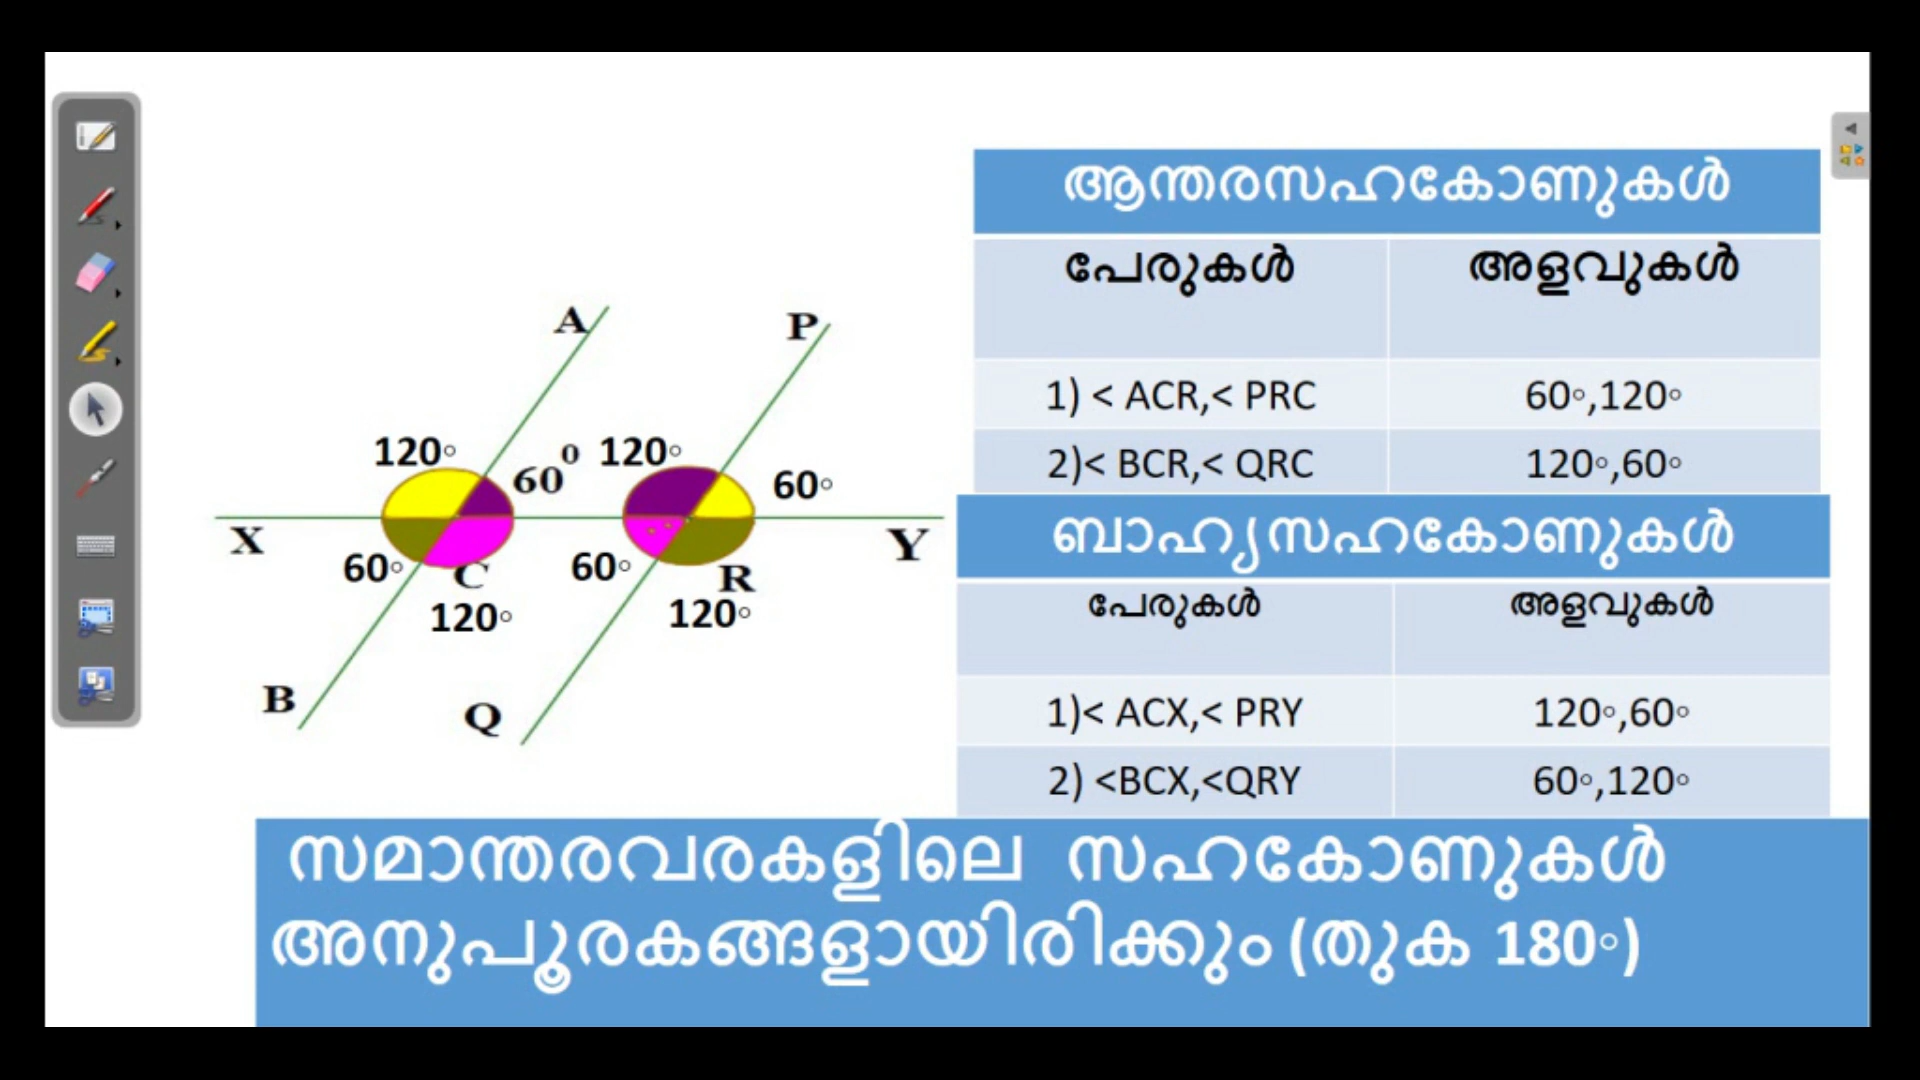 A
P
120°
60⁰
120°
60°
X
Y
60°
C
60°
R
120°
120°
B
Q
ആന്തരസഹകോണുകൾ
പേരുകൾ അളവുകൾ
1) < ACR,< PRC 60°,120°
2)< BCR,< QRC 120°,60°
ബാഹ്യസഹകോണുകൾ
പേരുകൾ അളവുകൾ
1)< ACX,< PRY 120°,60°
2) <BCX,<QRY 60°,120°
സമാന്തരവരകളിലെ സഹകോണുകൾ
അനുപൂരകങ്ങളായിരിക്കും (തുക 180°)